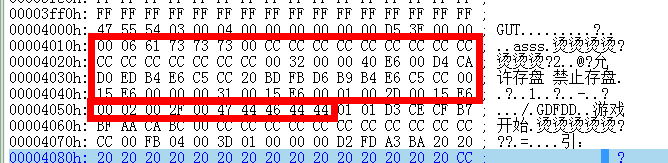 00003ff0h: FF FF FF FF FF FF FF FF FF FF FF FF FF FF FF FF ;
00004000h: 47 55 54 03 00 04 00 00 00 00 00 00 D5 3E 00 00 ; GUT.........?..
00004010h: 00 06 61 73 73 73 00 CC CC CC CC CC CC CC CC CC ; ..asss.烫烫烫烫?
00004020h: CC CC CC CC CC CC CC 00 32 00 00 40 E6 00 D4 CA ; 烫烫烫?2..@?允
00004030h: D0 ED B4 E6 C5 CC 20 BD FB D6 B9 B4 E6 C5 CC 00 ; 许存盘 禁止存盘.
00004040h: 15 E6 00 00 00 31 00 15 E6 00 01 00 2D 00 15 E6 ; .?..1..?..-..?
00004050h: 00 00 02 00 2F 00 47 44 46 44 44 01 01 D3 CE CF B7 ; .../.GDFDD..游戏
00004060h: BF AA CA BC 00 CC CC CC CC CC CC CC CC CC CC CC ; 开始.烫烫烫烫烫?
00004070h: CC 00 FB 04 00 3D 01 00 00 00 D2 FD A3 BA 20 20 ; ??.=....引：
00004080h: 20 20 20 20 20 20 20 20 20 20 20 20 20 20 20 CC ; ?